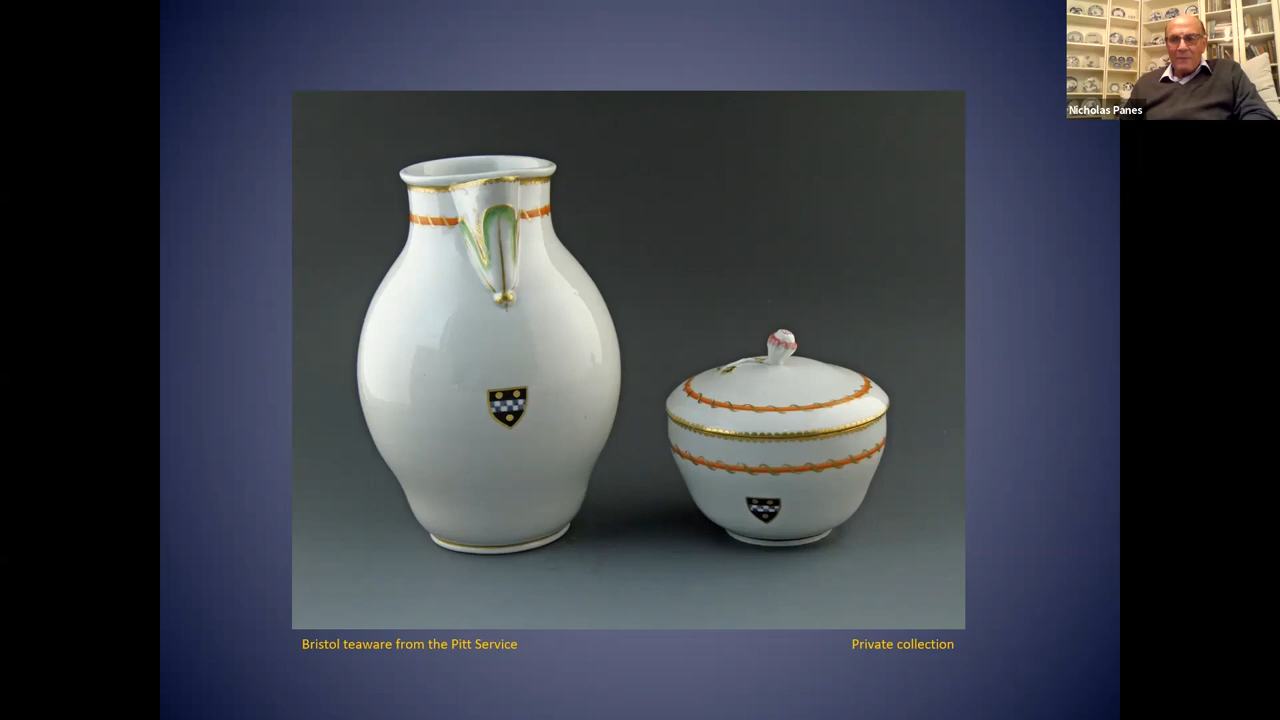 Nicholas Panes
Bristol teaware from the Pitt Service
Private collection